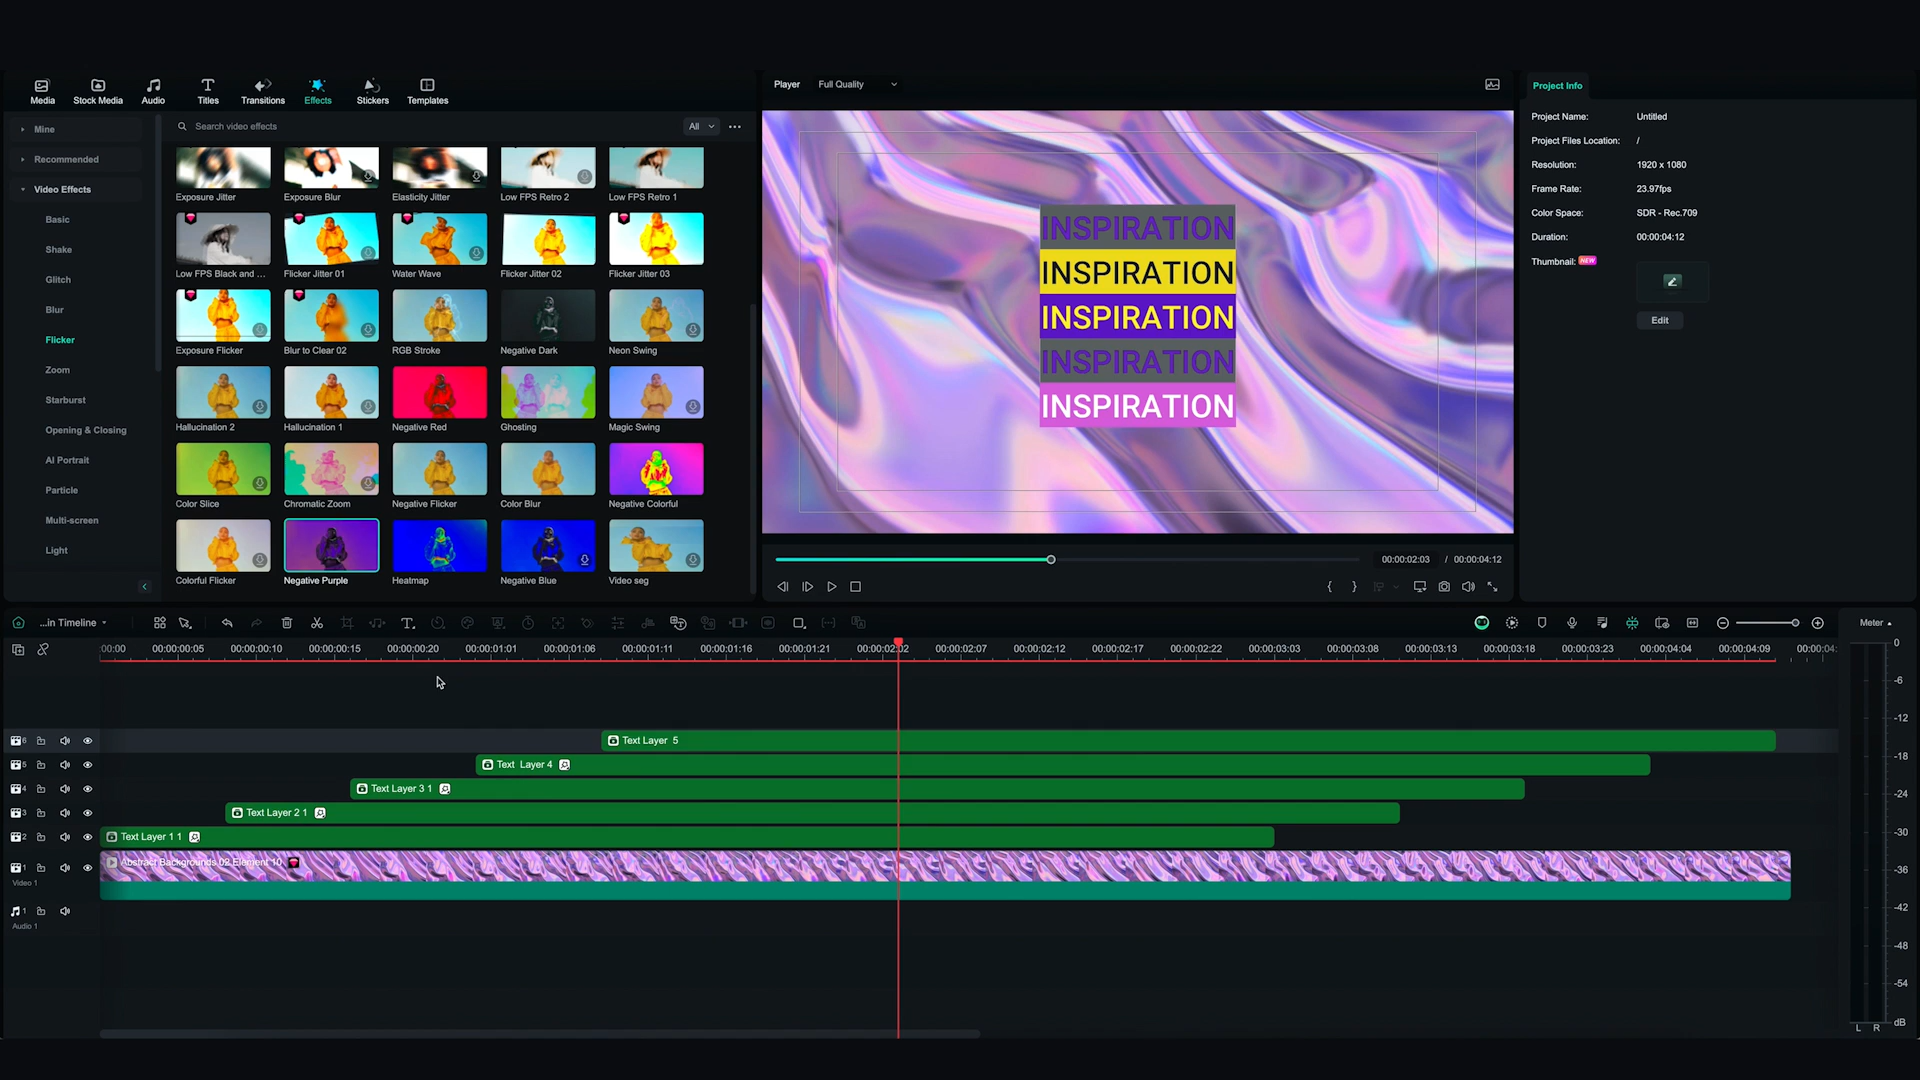 Media
Stock Media
Audio
Titles
Transitions
Effects
Stickers
Templates
Mine
Recommended
Video Effects
Basic
Shake
Glitch
Blur
Flicker
Zoom
Starburst
Opening & Closing
AI Portrait
Particle
Multi-screen
Light
Search video effects
All
Exposure Jitter
Exposure Blur
Elasticity Jitter
Low FPS Retro 2
Low FPS Retro 1
Low FPS Black and ...
Flicker Jitter 01
Water Wave
Flicker Jitter 02
Flicker Jitter 03
Exposure Flicker
Blur to Clear 02
RGB Stroke
Negative Dark
Neon Swing
Hallucination 2
Hallucination 1
Negative Red
Ghosting
Magic Swing
Color Slice
Chromatic Zoom
Negative Flicker
Color Blur
Negative Colorful
Colorful Flicker
Negative Purple
Heatmap
Negative Blue
Video seg
Player
Full Quality
INSPIRATION
INSPIRATION
INSPIRATION
INSPIRATION
INSPIRATION
00:00:02:03 / 00:00:04:12
Project Info
Project Name: Untitled
Project Files Location: /
Resolution: 1920 x 1080
Frame Rate: 23.97fps
Color Space: SDR - Rec.709
Duration: 00:00:04:12
Thumbnail: NEW
Edit
...in Timeline
Meter
:00:00 00:00:00:05 00:00:00:10 00:00:00:15 00:00:00:20 00:00:01:01 00:00:01:06 00:00:01:11 00:00:01:16 00:00:01:21 00:00:02:02 00:00:02:07 00:00:02:12 00:00:02:17 00:00:02:22 00:00:03:03 00:00:03:08 00:00:03:13 00:00:03:18 00:00:03:23 00:00:04:04 00:00:04:09 00:00:04:
6 Text Layer 5
5 Text Layer 4
4 Text Layer 3 1
3 Text Layer 2 1
2 Text Layer 1 1
1 Abstract Backgrounds 02 Element 10
Video 1
1
Audio 1
0
-6
-12
-18
-24
-30
-36
-42
-48
-54
dB
L R